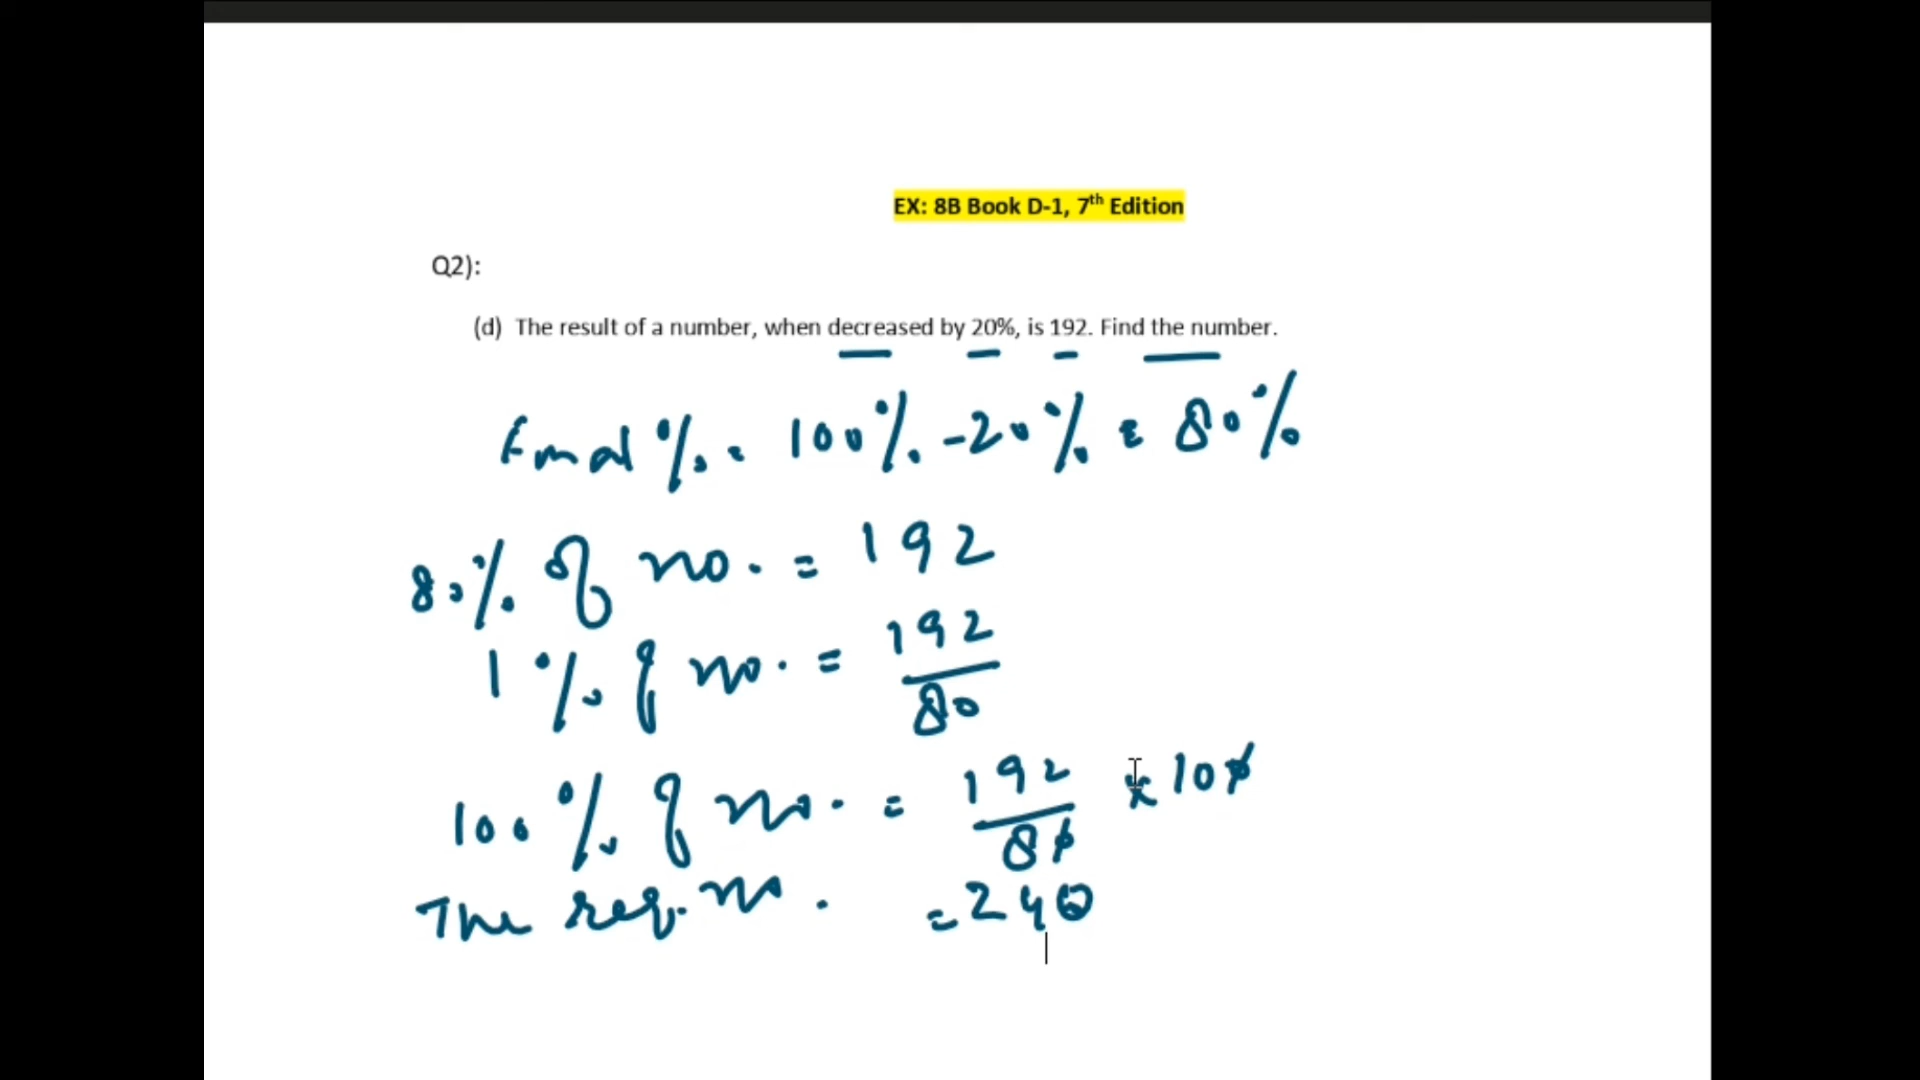 EX: 8B Book D-1, 7th Edition
Q2):
(d) The result of a number, when decreased by 20%, is 192. Find the number.
Final % = 100% - 20% = 80%
80% of no. = 192
1% of no. = 192/80
100% of no. = 192/80 x 100
The req. no. = 240